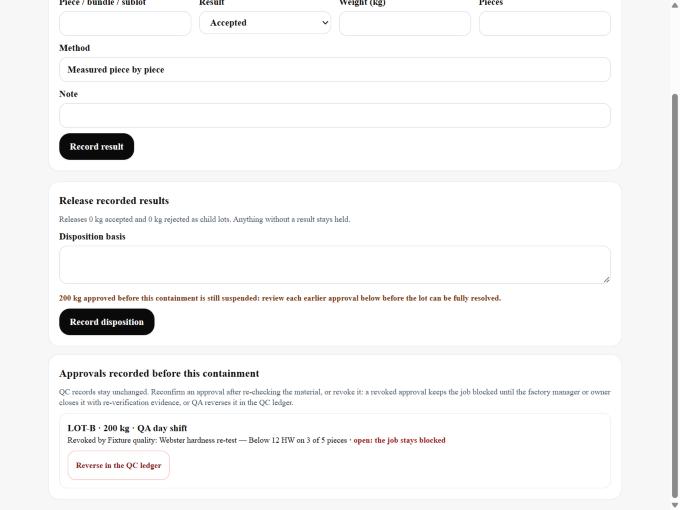 Piece / bundle / sublot Result Weight (kg) Pieces
Accepted
Method
Measured piece by piece
Note
Record result
Release recorded results
Releases 0 kg accepted and 0 kg rejected as child lots. Anything without a result stays held.
Disposition basis
200 kg approved before this containment is still suspended: review each earlier approval below before the lot can be fully resolved.
Record disposition
Approvals recorded before this containment
QC records stay unchanged. Reconfirm an approval after re-checking the material, or revoke it: a revoked approval keeps the job blocked until the factory manager or owner
closes it with re-verification evidence, or QA reverses it in the QC ledger.
LOT-B · 200 kg · QA day shift
Revoked by Fixture quality: Webster hardness re-test — Below 12 HW on 3 of 5 pieces · open: the job stays blocked
Reverse in the QC ledger